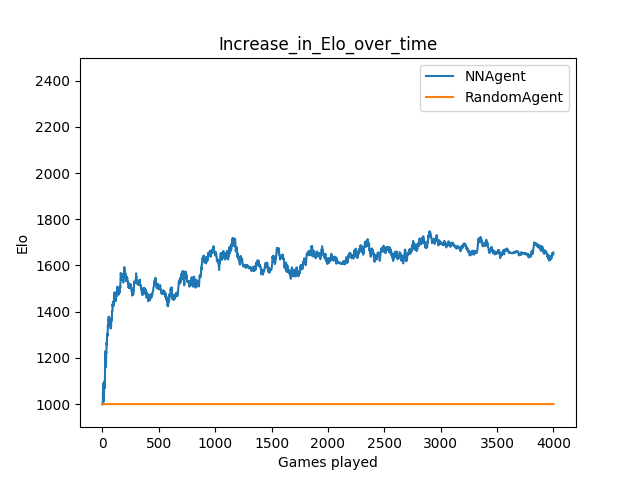 Increase_in_Elo_over_time
NNAgent
RandomAgent
2400
2200
2000
1800
1600
1400
1200
1000
Elo
0 500 1000 1500 2000 2500 3000 3500 4000
Games played